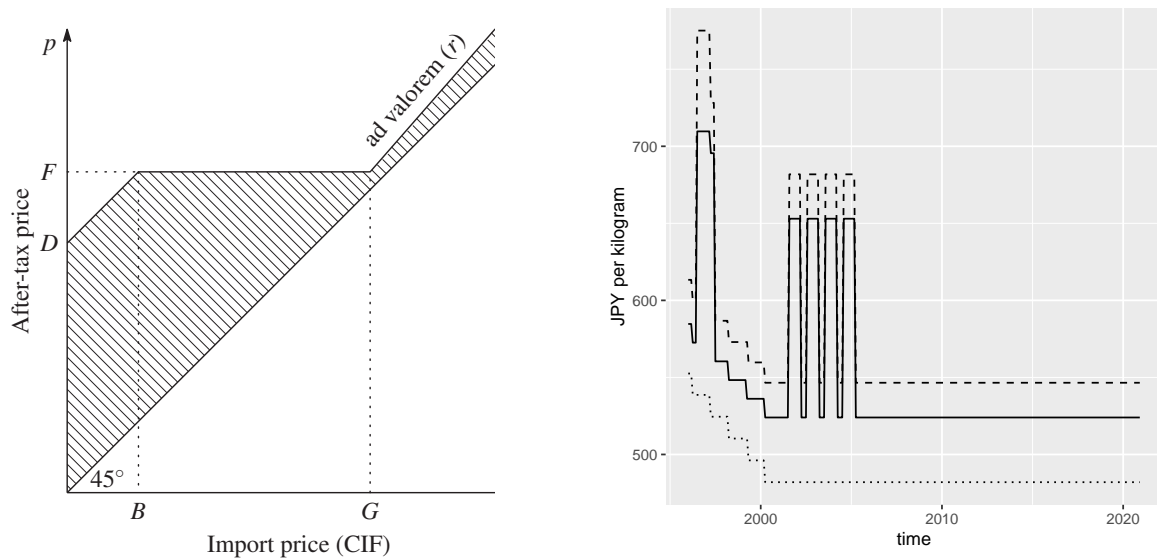 p
ad valorem (r)
F
D
After-tax price
45°
B
G
Import price (CIF)
700
600
500
JPY per kilogram
2000
2010
2020
time